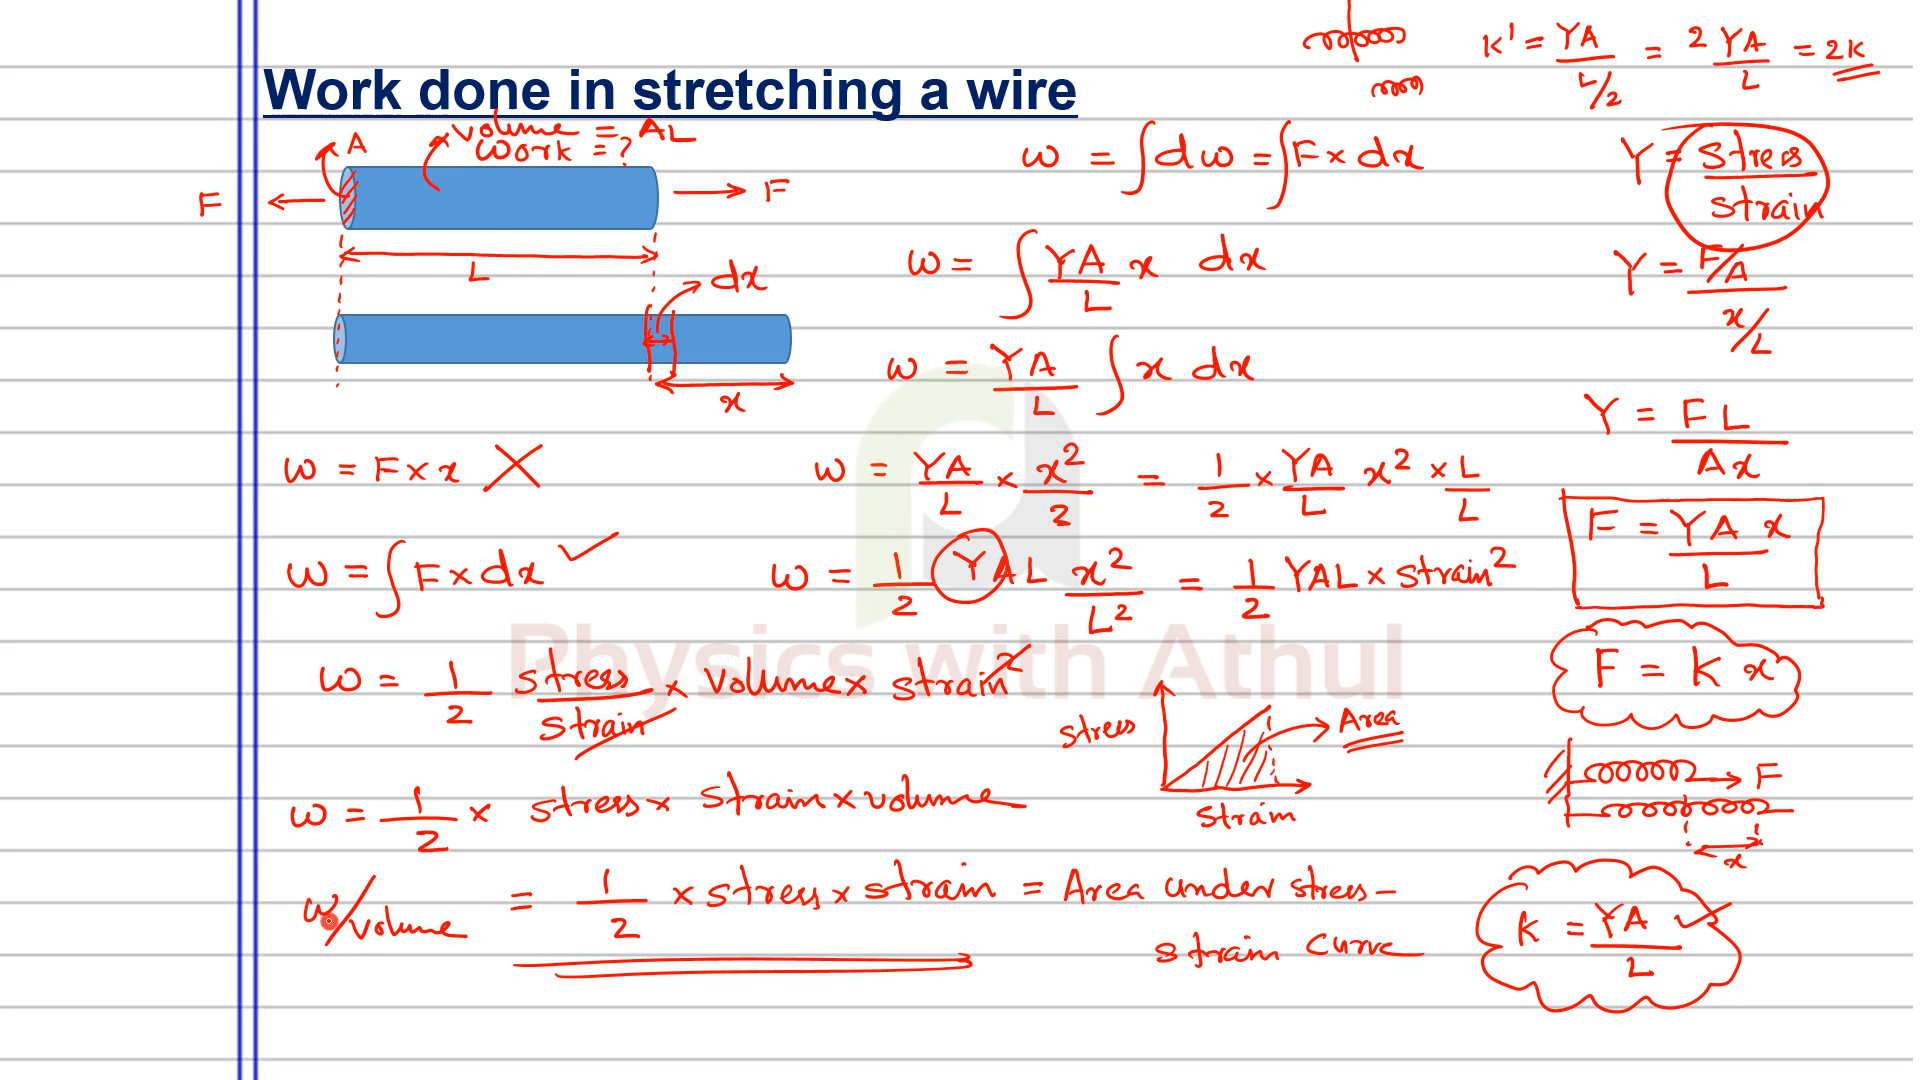 Work done in stretching a wire
A
volume = AL
work = ?
F
F
L
dx
x
W = F × x
W = ∫ F × dx ✓
W = ∫ dw = ∫ F × dx
W = ∫ YA/L x dx
W = YA/L ∫ x dx
W = YA/L × x²/2 = 1/2 × YA/L x² × L/L
W = 1/2 YAL x²/L² = 1/2 YAL × strain²
W = 1/2 stress/strain × volume × strain²
W = 1/2 × stress × strain × volume
W/volume = 1/2 × stress × strain = Area under stress-
strain curve
stress
Area
strain
K' = YA/L/2 = 2 YA/L = 2K
Y = stress/strain
Y = F/A / x/L
Y = FL/Ax
F = YA x/L
F = K x
F
x
K = YA/L ✓
Physics with Athul